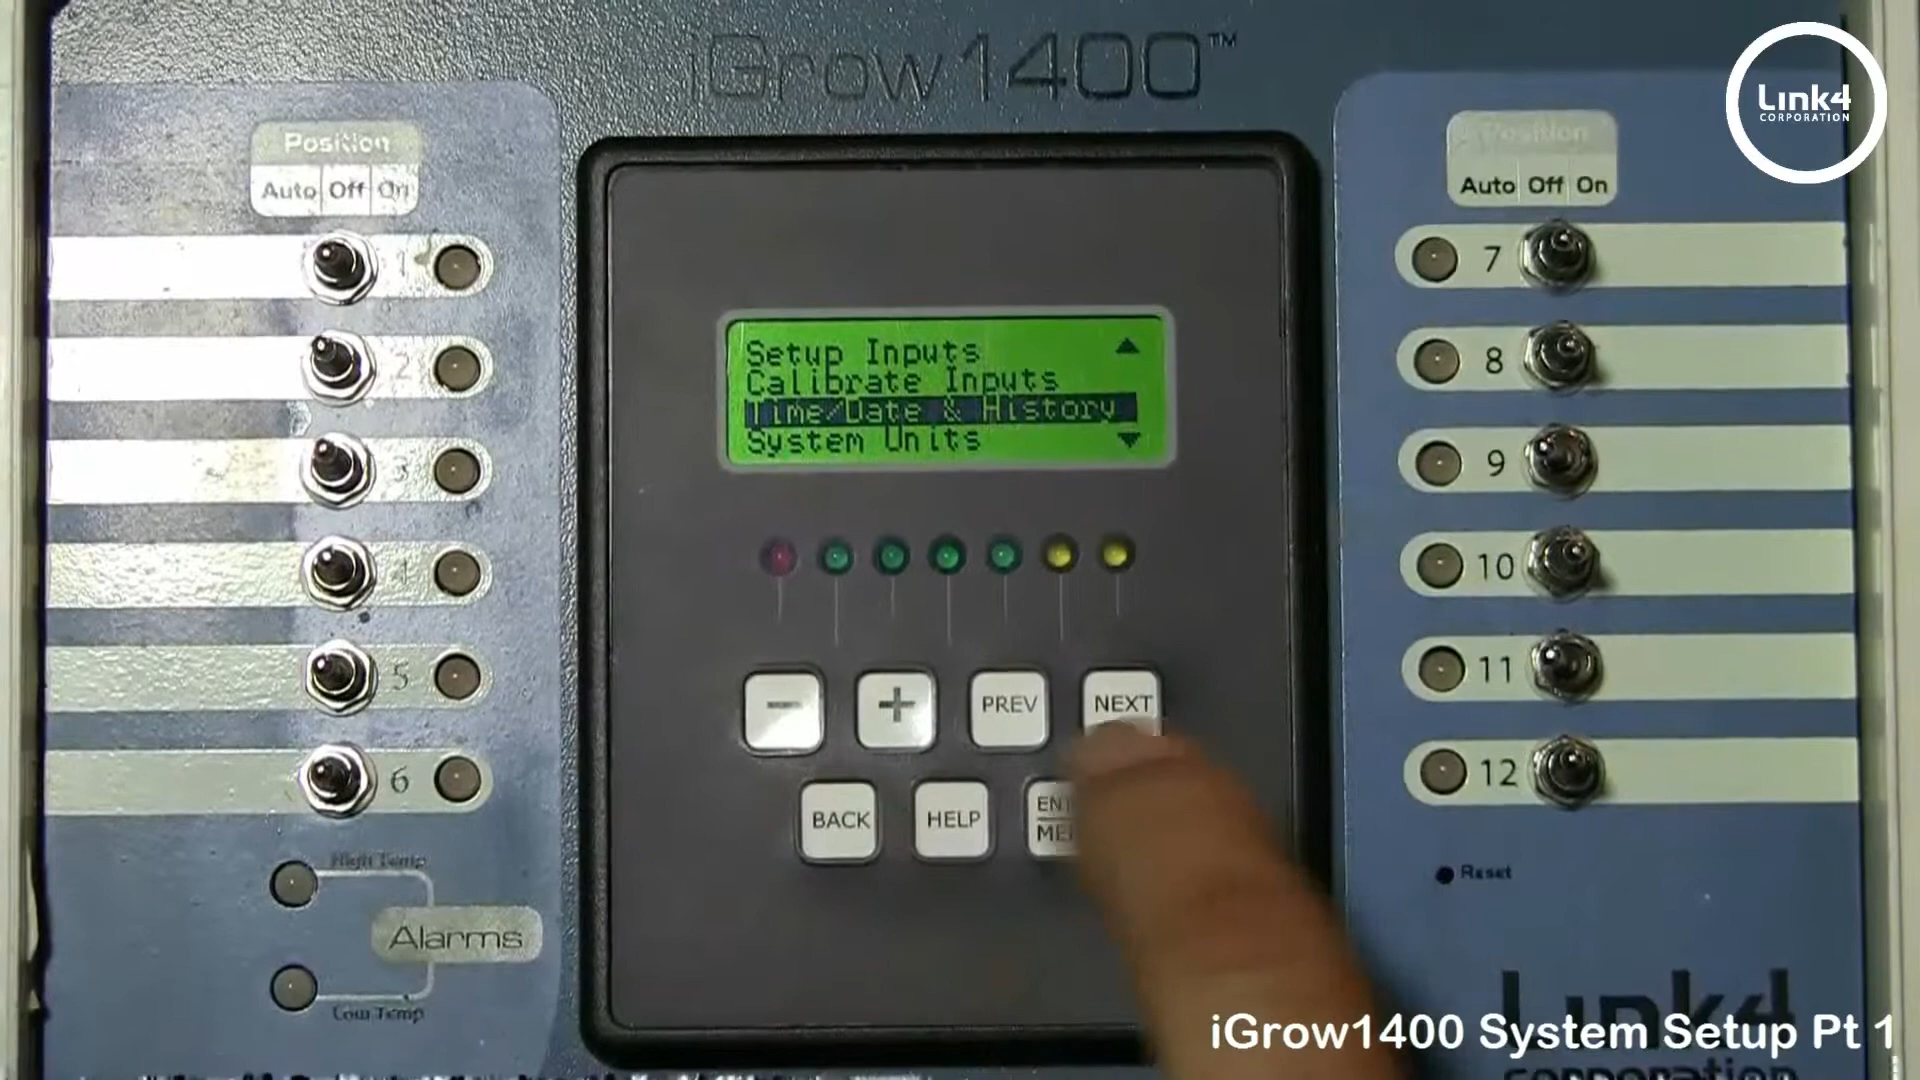 iGrow1400™
Link4
CORPORATION
Position
Auto Off On
Position
Auto Off On
1
2
3
4
5
6
7
8
9
10
11
12
Setup Inputs
Calibrate Inputs
Time/Date & History
System Units
− + PREV NEXT
BACK HELP
High Temp
Alarms
Low Temp
Reset
Link4
corporation
iGrow1400 System Setup Pt 1